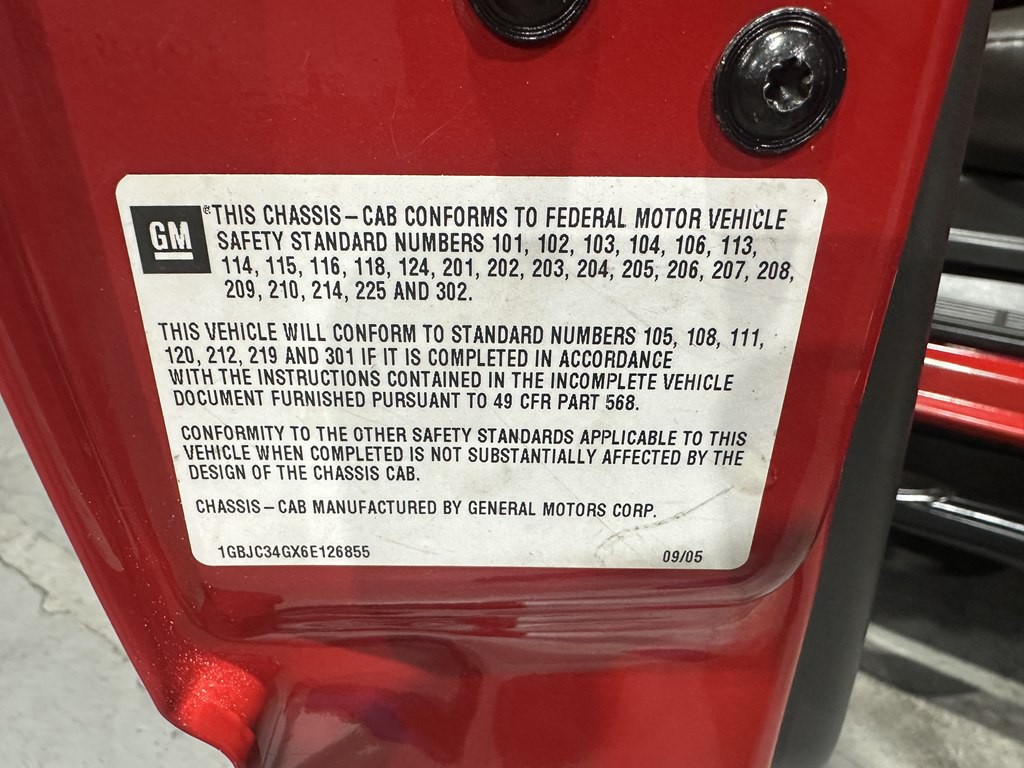 GM
®THIS CHASSIS-CAB CONFORMS TO FEDERAL MOTOR VEHICLE
SAFETY STANDARD NUMBERS 101, 102, 103, 104, 106, 113,
114, 115, 116, 118, 124, 201, 202, 203, 204, 205, 206, 207, 208,
209, 210, 214, 225 AND 302.
THIS VEHICLE WILL CONFORM TO STANDARD NUMBERS 105, 108, 111,
120, 212, 219 AND 301 IF IT IS COMPLETED IN ACCORDANCE
WITH THE INSTRUCTIONS CONTAINED IN THE INCOMPLETE VEHICLE
DOCUMENT FURNISHED PURSUANT TO 49 CFR PART 568.
CONFORMITY TO THE OTHER SAFETY STANDARDS APPLICABLE TO THIS
VEHICLE WHEN COMPLETED IS NOT SUBSTANTIALLY AFFECTED BY THE
DESIGN OF THE CHASSIS CAB.
CHASSIS-CAB MANUFACTURED BY GENERAL MOTORS CORP.
1GBJC34GX6E126855 09/05